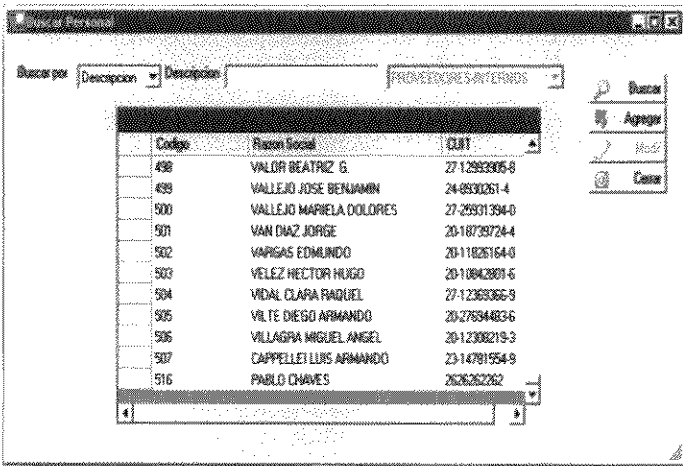 Buscar Personal
Buscar por Descripcion Descripcion PROVEEDORES INTERNOS
Buscar
Agregar
Modif
Cerrar
Codigo Razon Social CUIT
498 VALOR BEATRIZ G. 27-12993905-8
499 VALLEJO JOSE BENJAMIN 24-8930261-4
500 VALLEJO MARIELA DOLORES 27-25931394-0
501 VAN DIAZ JORGE 20-18739724-4
502 VARGAS EDMUNDO 20-11826164-0
503 VELEZ HECTOR HUGO 20-10842801-6
504 VIDAL CLARA RAQUEL 27-12369366-9
505 VILTE DIEGO ARMANDO 20-27694483-6
506 VILLAGRA MIGUEL ANGEL 20-12308219-3
507 CAPPELLEI LUIS ARMANDO 23-14781554-9
516 PABLO CHAVES 2626262262